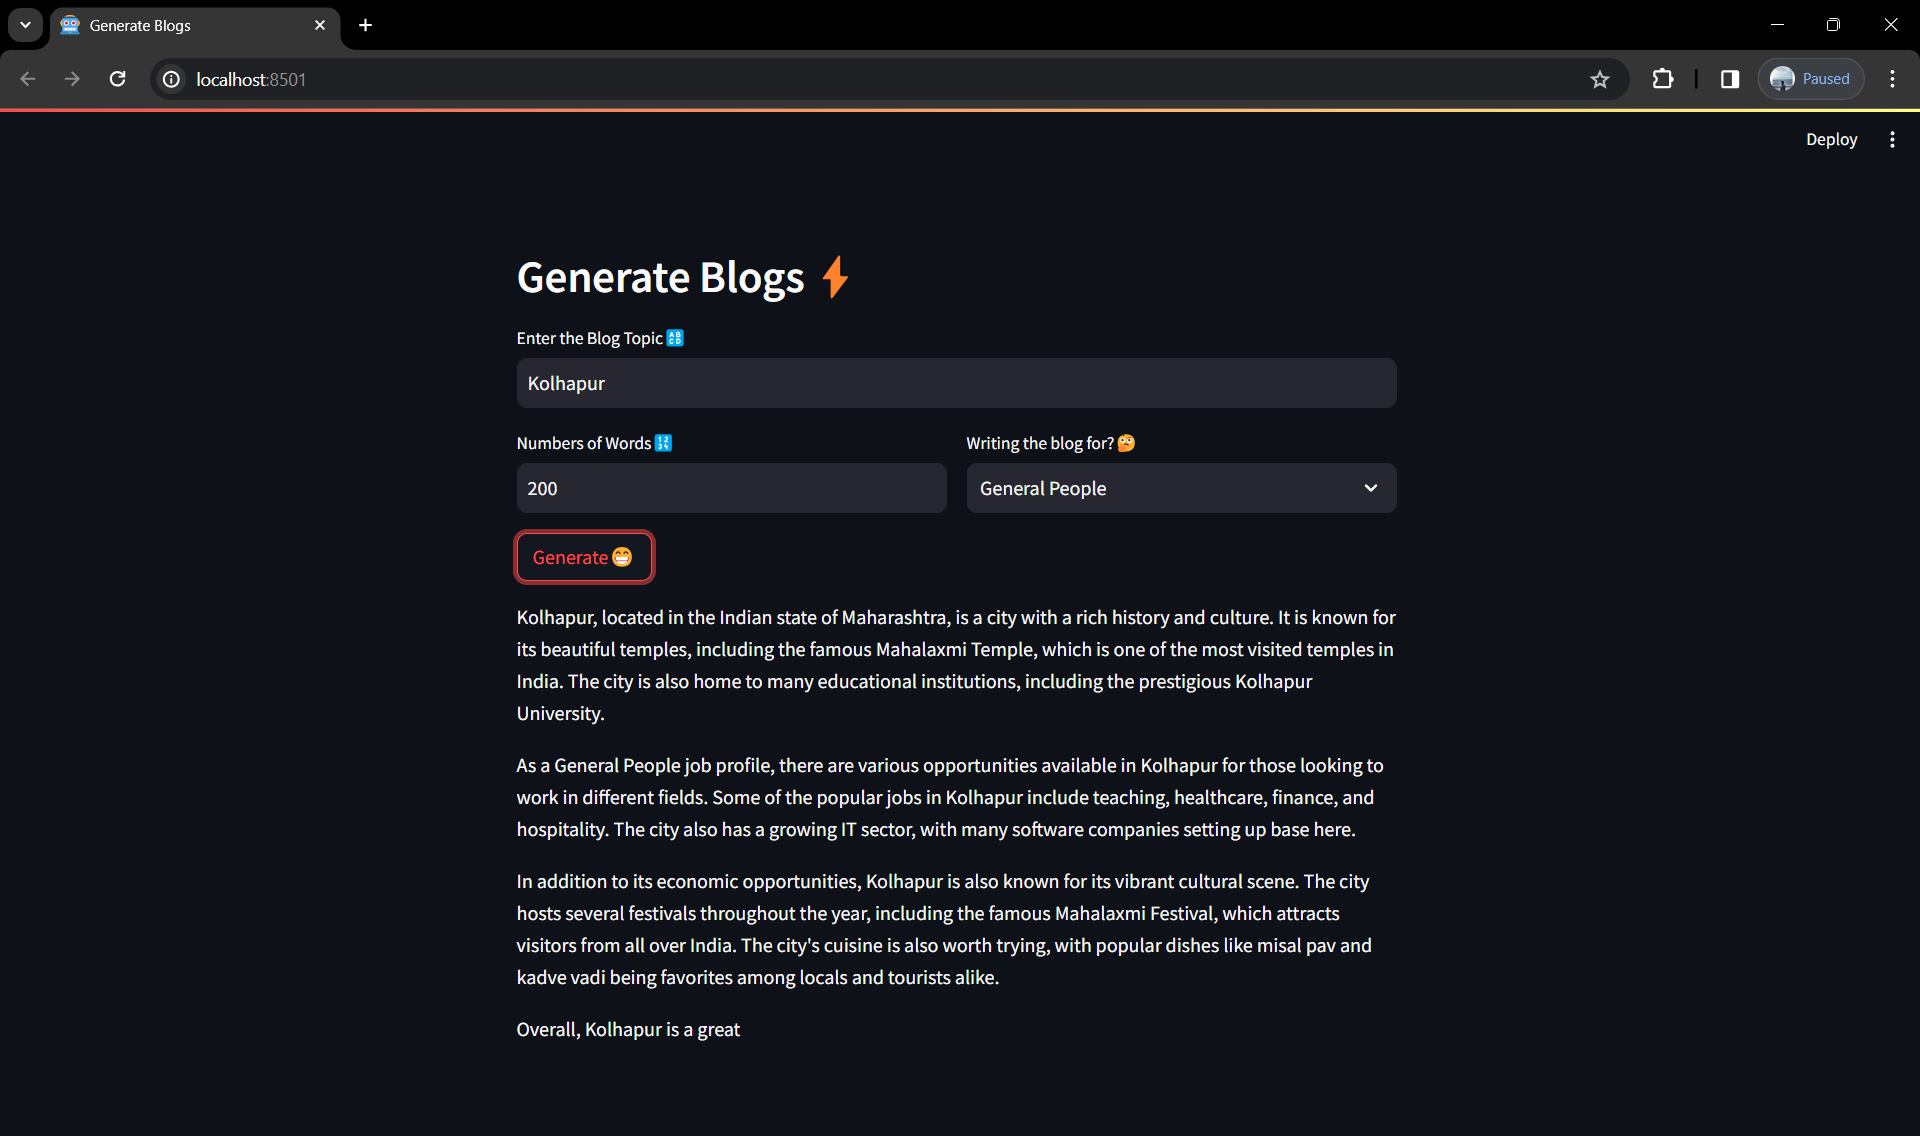 Generate Blogs
localhost:8501
Paused
Deploy
Generate Blogs
Enter the Blog Topic
Kolhapur
Numbers of Words
Writing the blog for?
200
General People
Generate
Kolhapur, located in the Indian state of Maharashtra, is a city with a rich history and culture. It is known for
its beautiful temples, including the famous Mahalaxmi Temple, which is one of the most visited temples in
India. The city is also home to many educational institutions, including the prestigious Kolhapur
University.
As a General People job profile, there are various opportunities available in Kolhapur for those looking to
work in different fields. Some of the popular jobs in Kolhapur include teaching, healthcare, finance, and
hospitality. The city also has a growing IT sector, with many software companies setting up base here.
In addition to its economic opportunities, Kolhapur is also known for its vibrant cultural scene. The city
hosts several festivals throughout the year, including the famous Mahalaxmi Festival, which attracts
visitors from all over India. The city's cuisine is also worth trying, with popular dishes like misal pav and
kadve vadi being favorites among locals and tourists alike.
Overall, Kolhapur is a great